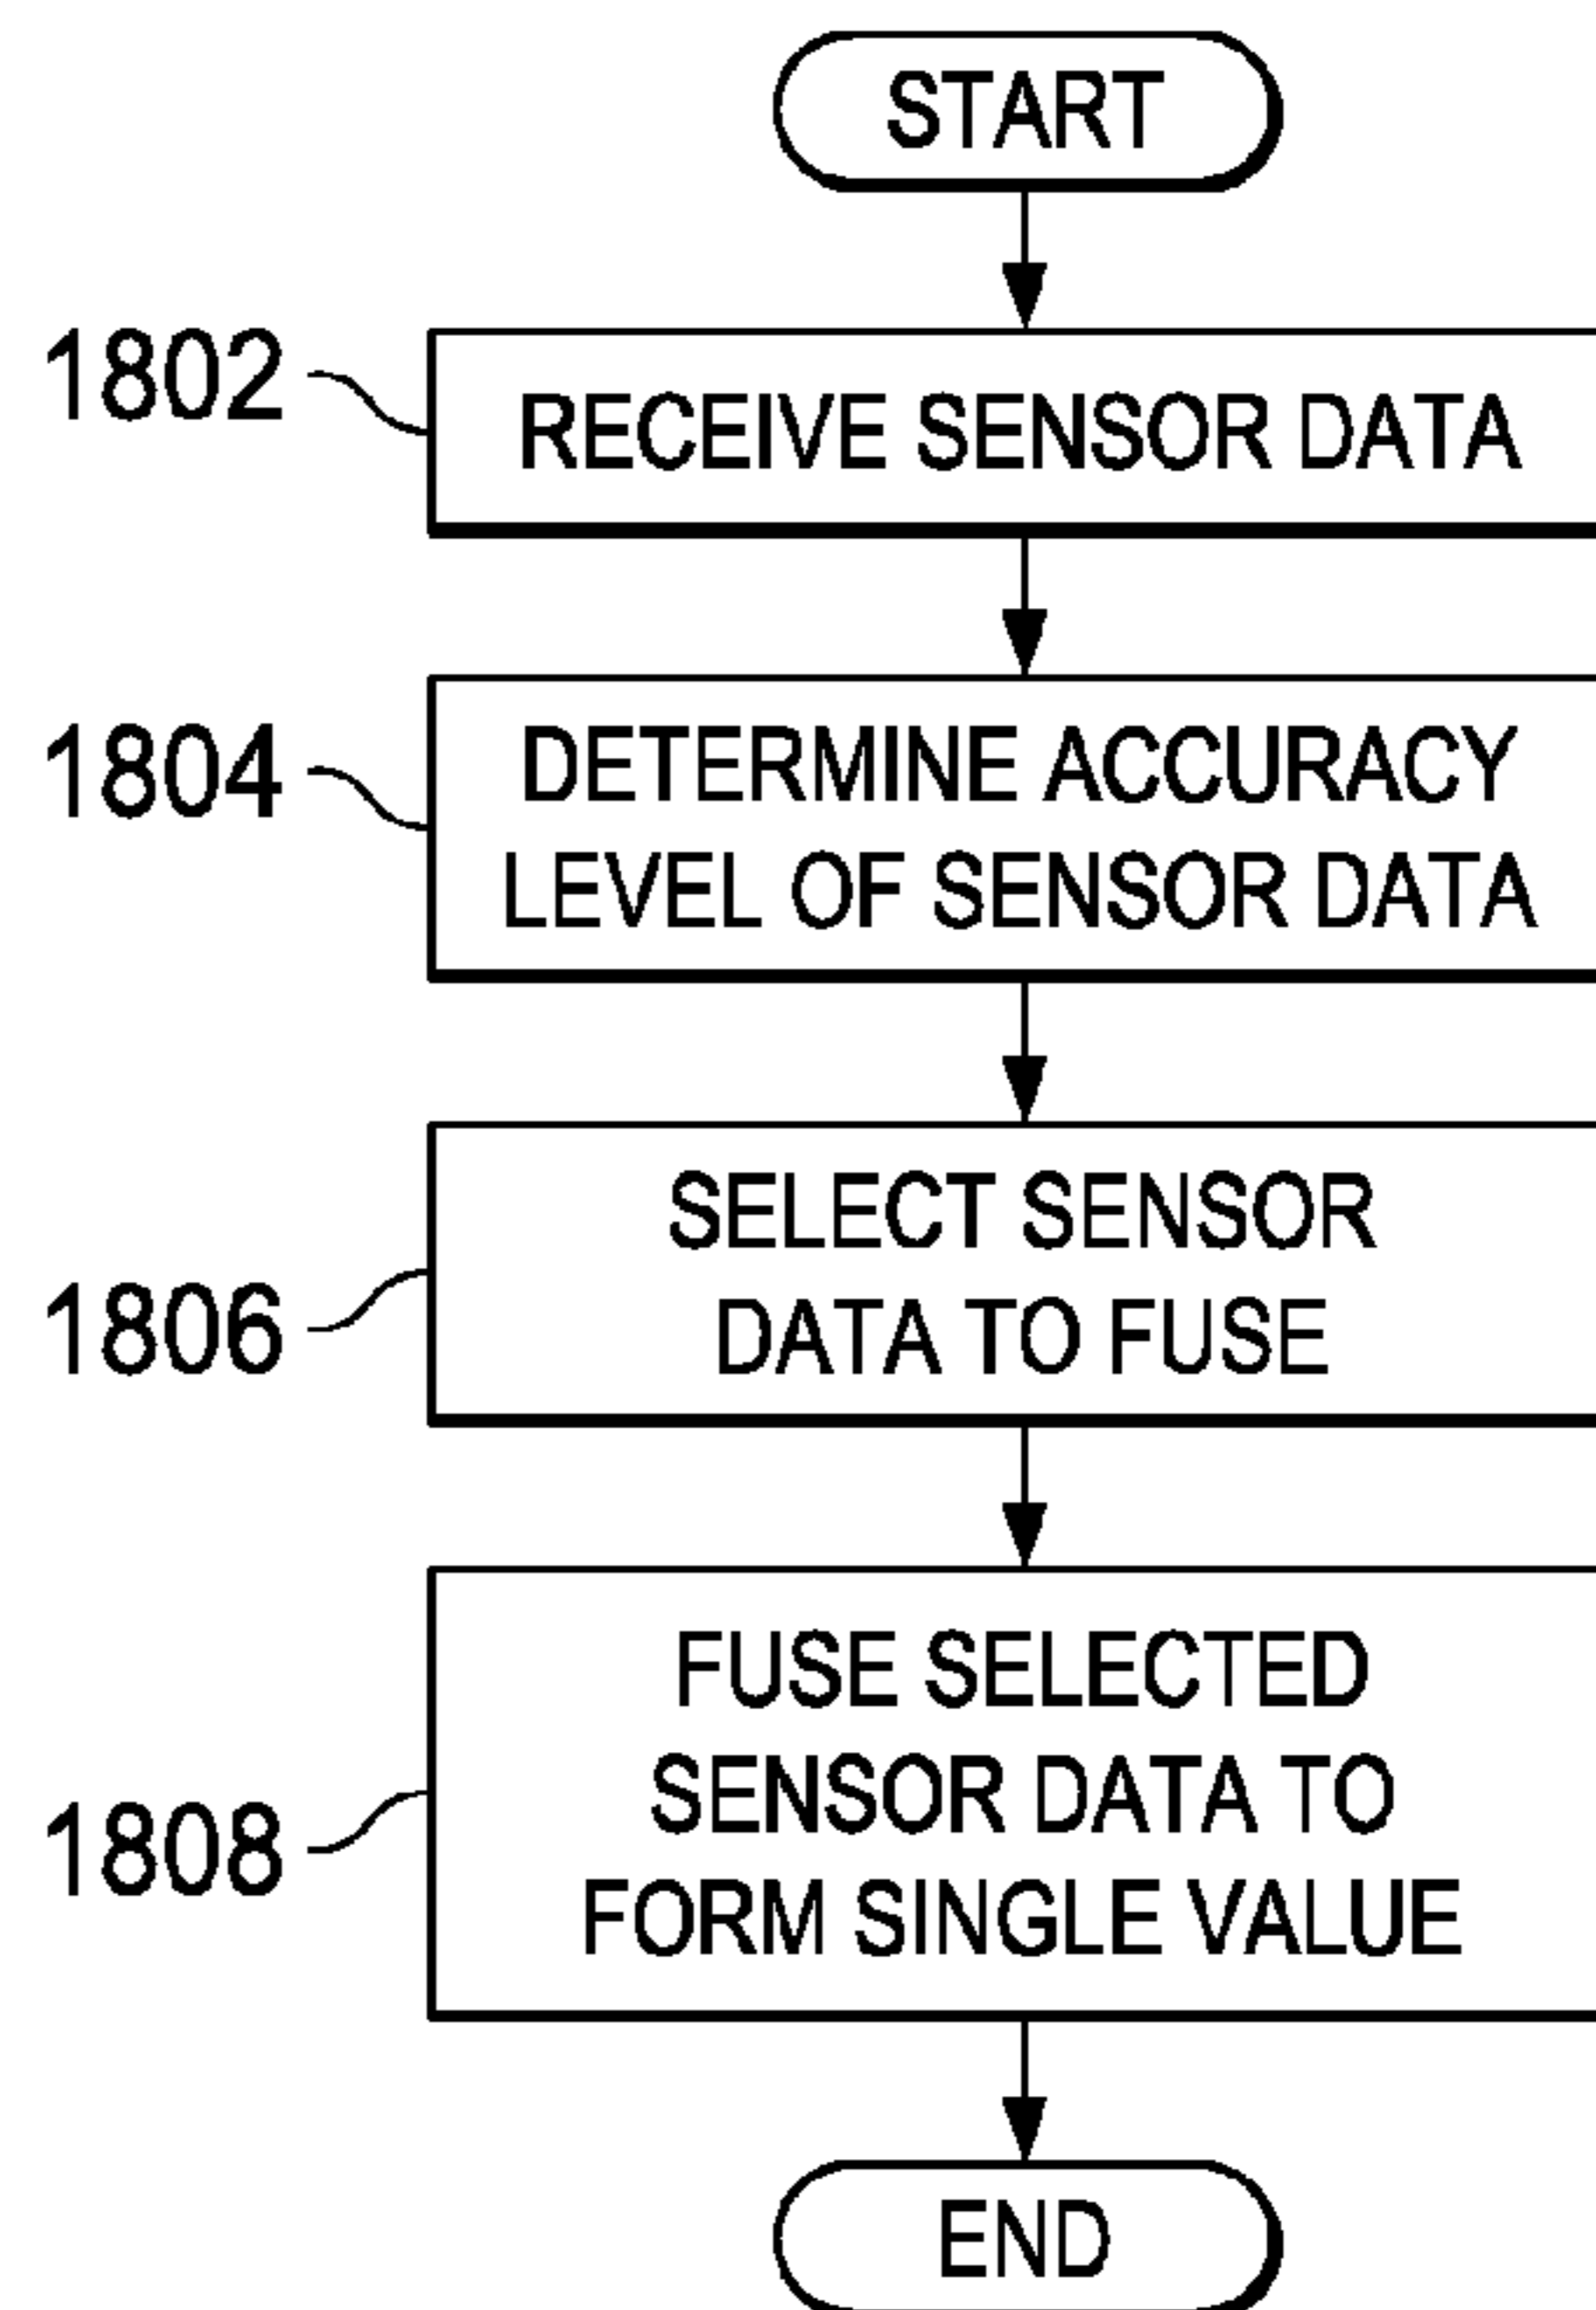 START
1802
RECEIVE SENSOR DATA
1804
DETERMINE ACCURACY
LEVEL OF SENSOR DATA
1806
SELECT SENSOR
DATA TO FUSE
1808
FUSE SELECTED
SENSOR DATA TO
FORM SINGLE VALUE
END